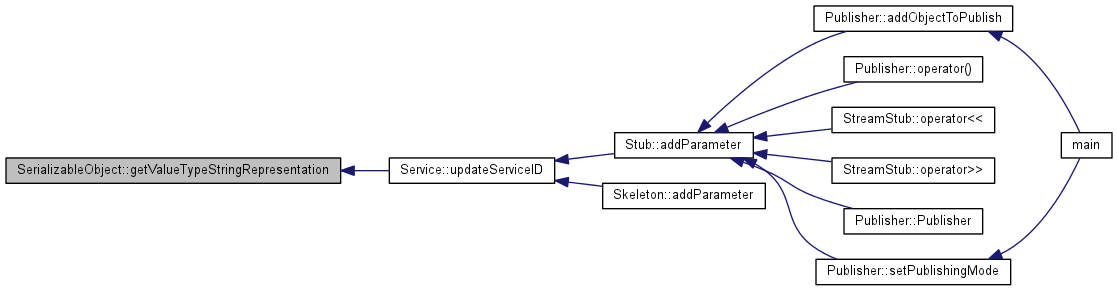 SerializableObject::getValueTypeStringRepresentation
Service::updateServiceID
Stub::addParameter
Skeleton::addParameter
Publisher::addObjectToPublish
Publisher::operator()
StreamStub::operator<<
StreamStub::operator>>
Publisher::Publisher
Publisher::setPublishingMode
main